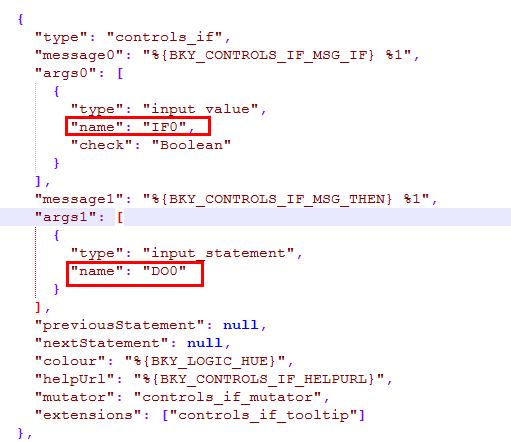 {
"type": "controls_if",
"message0": "%{BKY_CONTROLS_IF_MSG_IF} %1",
"args0": [
{
"type": "input_value",
"name": "IF0",
"check": "Boolean"
}
],
"message1": "%{BKY_CONTROLS_IF_MSG_THEN} %1",
"args1": [
{
"type": "input_statement",
"name": "DO0"
}
],
"previousStatement": null,
"nextStatement": null,
"colour": "%{BKY_LOGIC_HUE}",
"helpUrl": "%{BKY_CONTROLS_IF_HELPURL}",
"mutator": "controls_if_mutator",
"extensions": ["controls_if_tooltip"]
},